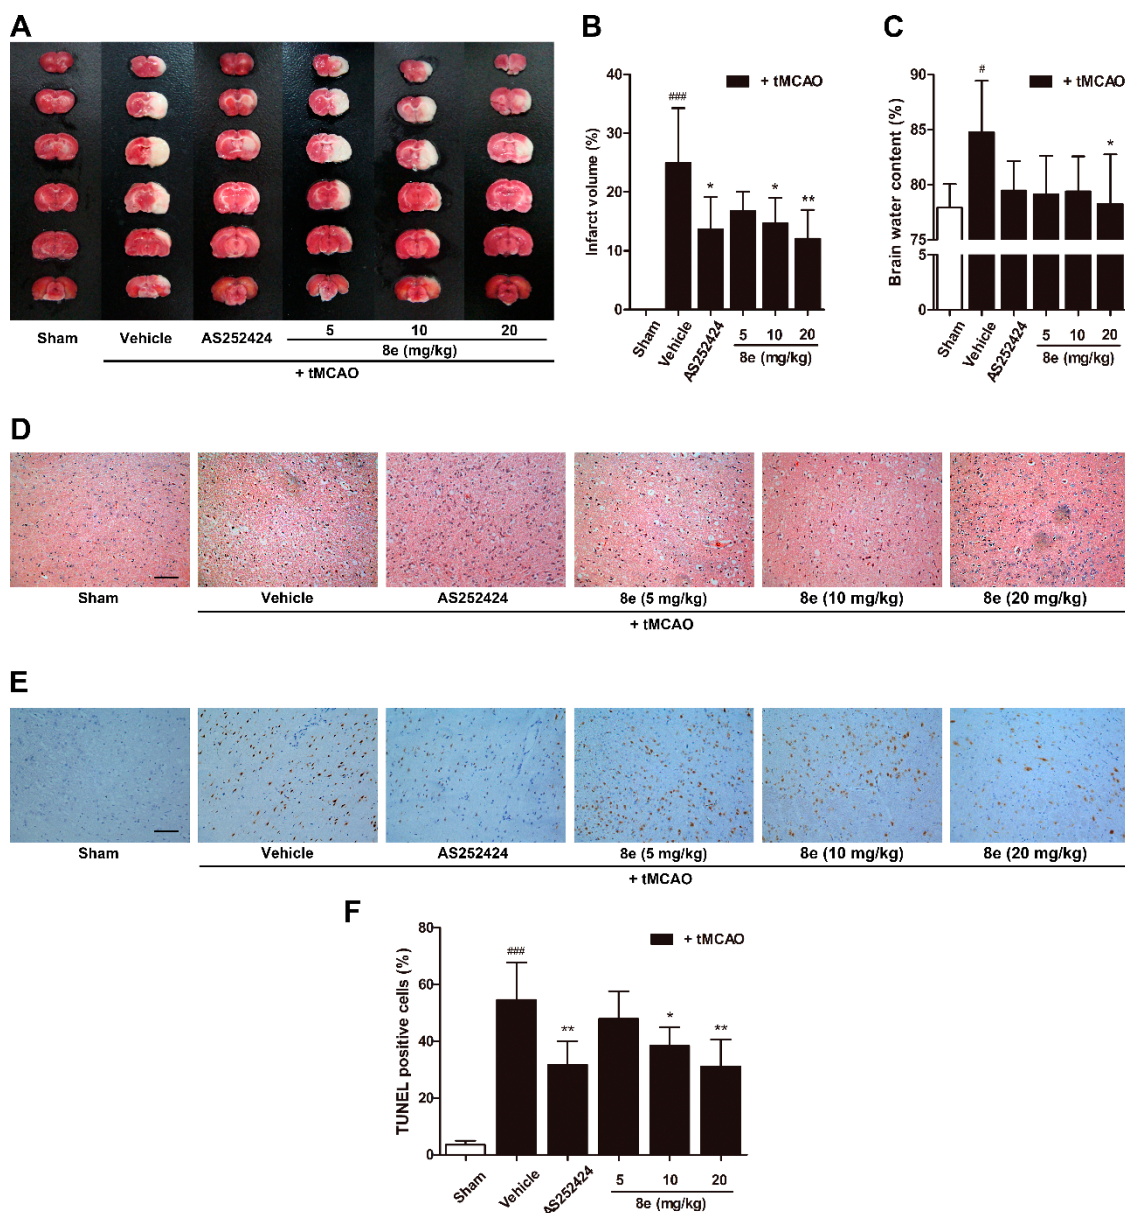 A
Sham
Vehicle
AS252424
5
10
20
8e (mg/kg)
+ tMCAO
B
+ tMCAO
Infarct volume (%)
40
30
20
10
0
###
*
*
**
Sham
Vehicle
AS252424
5
10
20
8e (mg/kg)
C
+ tMCAO
Brain water content (%)
90
85
80
75
5
0
#
*
Sham
Vehicle
AS252424
5
10
20
8e (mg/kg)
D
Sham
Vehicle
AS252424
8e (5 mg/kg)
8e (10 mg/kg)
8e (20 mg/kg)
+ tMCAO
E
Sham
Vehicle
AS252424
8e (5 mg/kg)
8e (10 mg/kg)
8e (20 mg/kg)
+ tMCAO
F
+ tMCAO
TUNEL positive cells (%)
80
60
40
20
0
###
**
*
**
Sham
Vehicle
AS252424
5
10
20
8e (mg/kg)